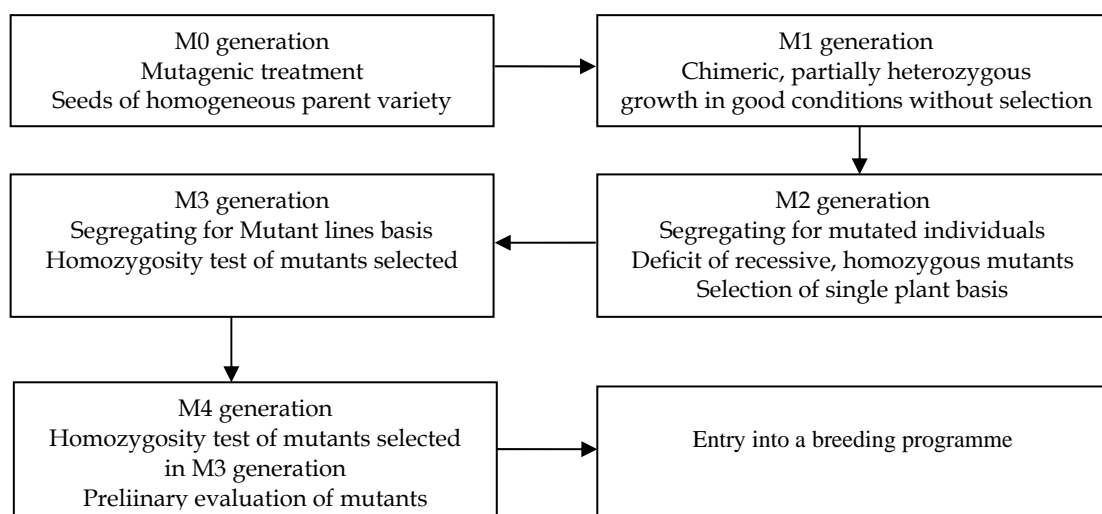 M0 generation
Mutagenic treatment
Seeds of homogeneous parent variety
M1 generation
Chimeric, partially heterozygous
growth in good conditions without selection
M2 generation
Segregating for mutated individuals
Deficit of recessive, homozygous mutants
Selection of single plant basis
M3 generation
Segregating for Mutant lines basis
Homozygosity test of mutants selected
M4 generation
Homozygosity test of mutants selected
in M3 generation
Preliinary evaluation of mutants
Entry into a breeding programme